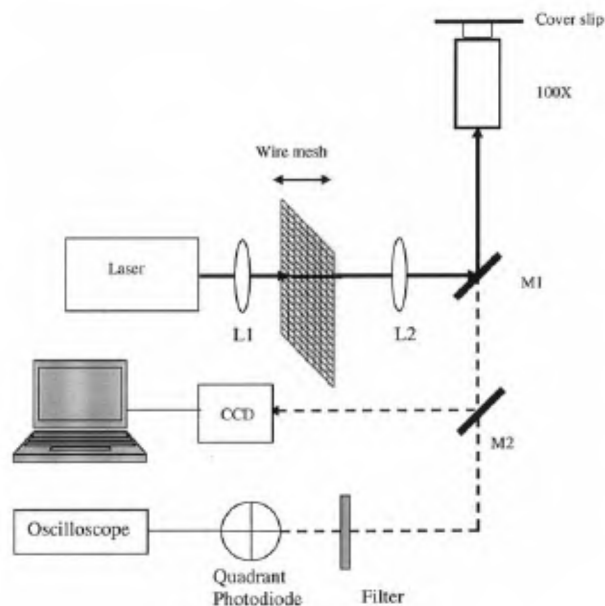 Cover slip
100X
Wire mesh
Laser
M1
L1
L2
CCD
M2
Oscilloscope
Quadrant
Photodiode
Filter